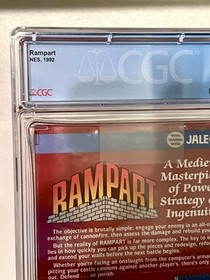 Rampart
NES, 1992
CGC
CGC
JALE
A Medie
Masterpie
of Powe
Strategy a
Ingenuit
RAMPART
The objective is brutally simple: engage your enemy in an all-o
exchange of cannonfire, then assess the damage and rebuild your
But the reality of RAMPART is far more complex. The key to
lies in how quickly you can pick up the pieces and redesign, refor
and extend your walls before the next battle begins.
Whether you're facing an onslaught from the computer's arma
pitting your castle cannons against another player's, there's only
out. Defend... or perish.